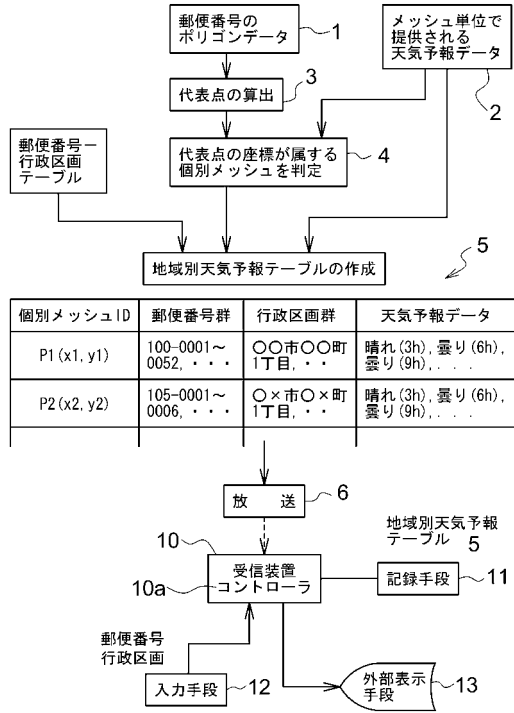 郵便番号の
ポリゴンデータ
1
メッシュ単位で
提供される
天気予報データ
2
代表点の算出
3
郵便番号－
行政区画
テーブル
代表点の座標が属する
個別メッシュを判定
4
地域別天気予報テーブルの作成
5
個別メッシュID 郵便番号群 行政区画群 天気予報データ
P1(x1, y1) 100-0001～ 〇〇市〇〇町 晴れ(3h), 曇り(6h),
0052, ・・・ 1丁目, ・・ 曇り(9h), . . .
P2(x2, y2) 105-0001～ 〇×市〇×町 晴れ(3h), 曇り(6h),
0006, ・・・ 1丁目, ・・ 曇り(9h), . . .
放 送
6
地域別天気予報
テーブル 5
10
10a
受信装置
コントローラ
記録手段
11
郵便番号
行政区画
入力手段
12
外部表示
手段
13